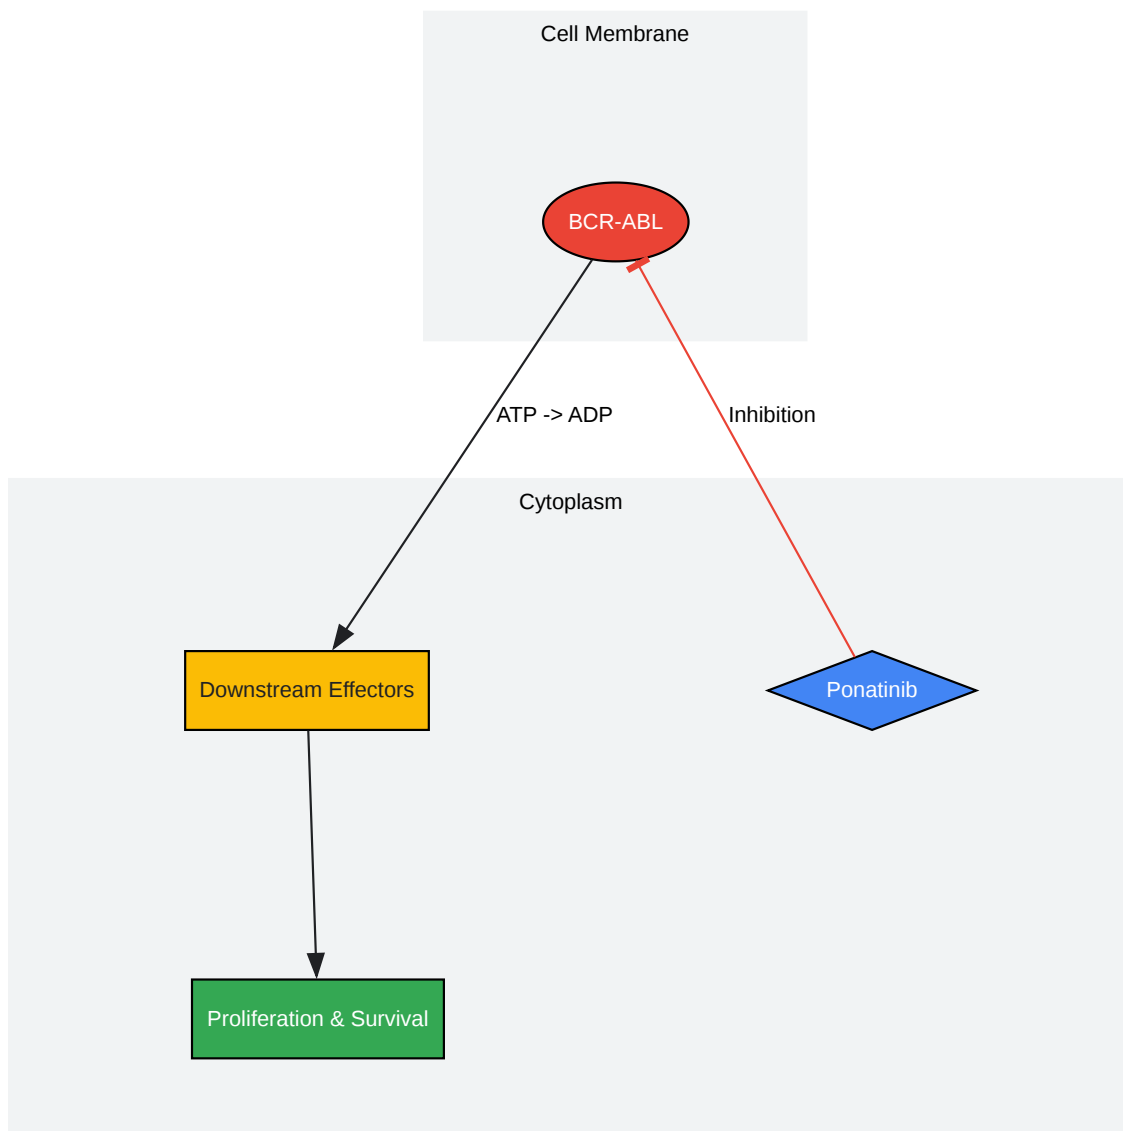 Cell Membrane
BCR-ABL
ATP -> ADP
Inhibition
Cytoplasm
Downstream Effectors
Ponatinib
Proliferation & Survival